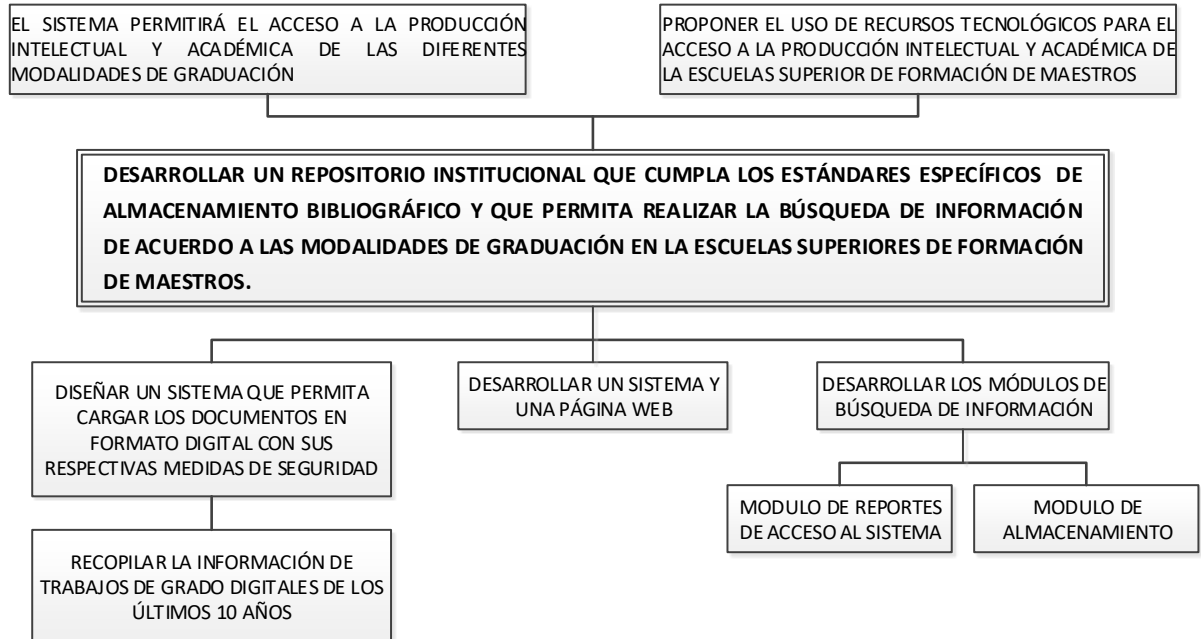 EL SISTEMA PERMITIRÁ EL ACCESO A LA PRODUCCIÓN
INTELECTUAL Y ACADÉMICA DE LAS DIFERENTES
MODALIDADES DE GRADUACIÓN
PROPONER EL USO DE RECURSOS TECNOLÓGICOS PARA EL
ACCESO A LA PRODUCCIÓN INTELECTUAL Y ACADÉMICA DE
LA ESCUELAS SUPERIOR DE FORMACIÓN DE MAESTROS
DESARROLLAR UN REPOSITORIO INSTITUCIONAL QUE CUMPLA LOS ESTÁNDARES ESPECÍFICOS DE
ALMACENAMIENTO BIBLIOGRÁFICO Y QUE PERMITA REALIZAR LA BÚSQUEDA DE INFORMACIÓN
DE ACUERDO A LAS MODALIDADES DE GRADUACIÓN EN LA ESCUELAS SUPERIORES DE FORMACIÓN
DE MAESTROS.
DISEÑAR UN SISTEMA QUE PERMITA
CARGAR LOS DOCUMENTOS EN
FORMATO DIGITAL CON SUS
RESPECTIVAS MEDIDAS DE SEGURIDAD
DESARROLLAR UN SISTEMA Y
UNA PÁGINA WEB
DESARROLLAR LOS MÓDULOS DE
BÚSQUEDA DE INFORMACIÓN
MODULO DE REPORTES
DE ACCESO AL SISTEMA
MODULO DE
ALMACENAMIENTO
RECOPILAR LA INFORMACIÓN DE
TRABAJOS DE GRADO DIGITALES DE LOS
ÚLTIMOS 10 AÑOS